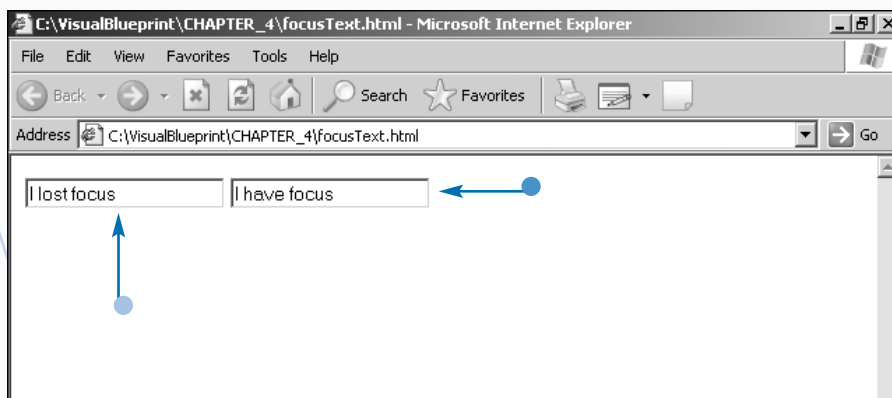 C:\VisualBlueprint\CHAPTER_4\focusText.html - Microsoft Internet Explorer
File Edit View Favorites Tools Help
Back Search Favorites
Address C:\VisualBlueprint\CHAPTER_4\focusText.html Go
I lost focus I have focus